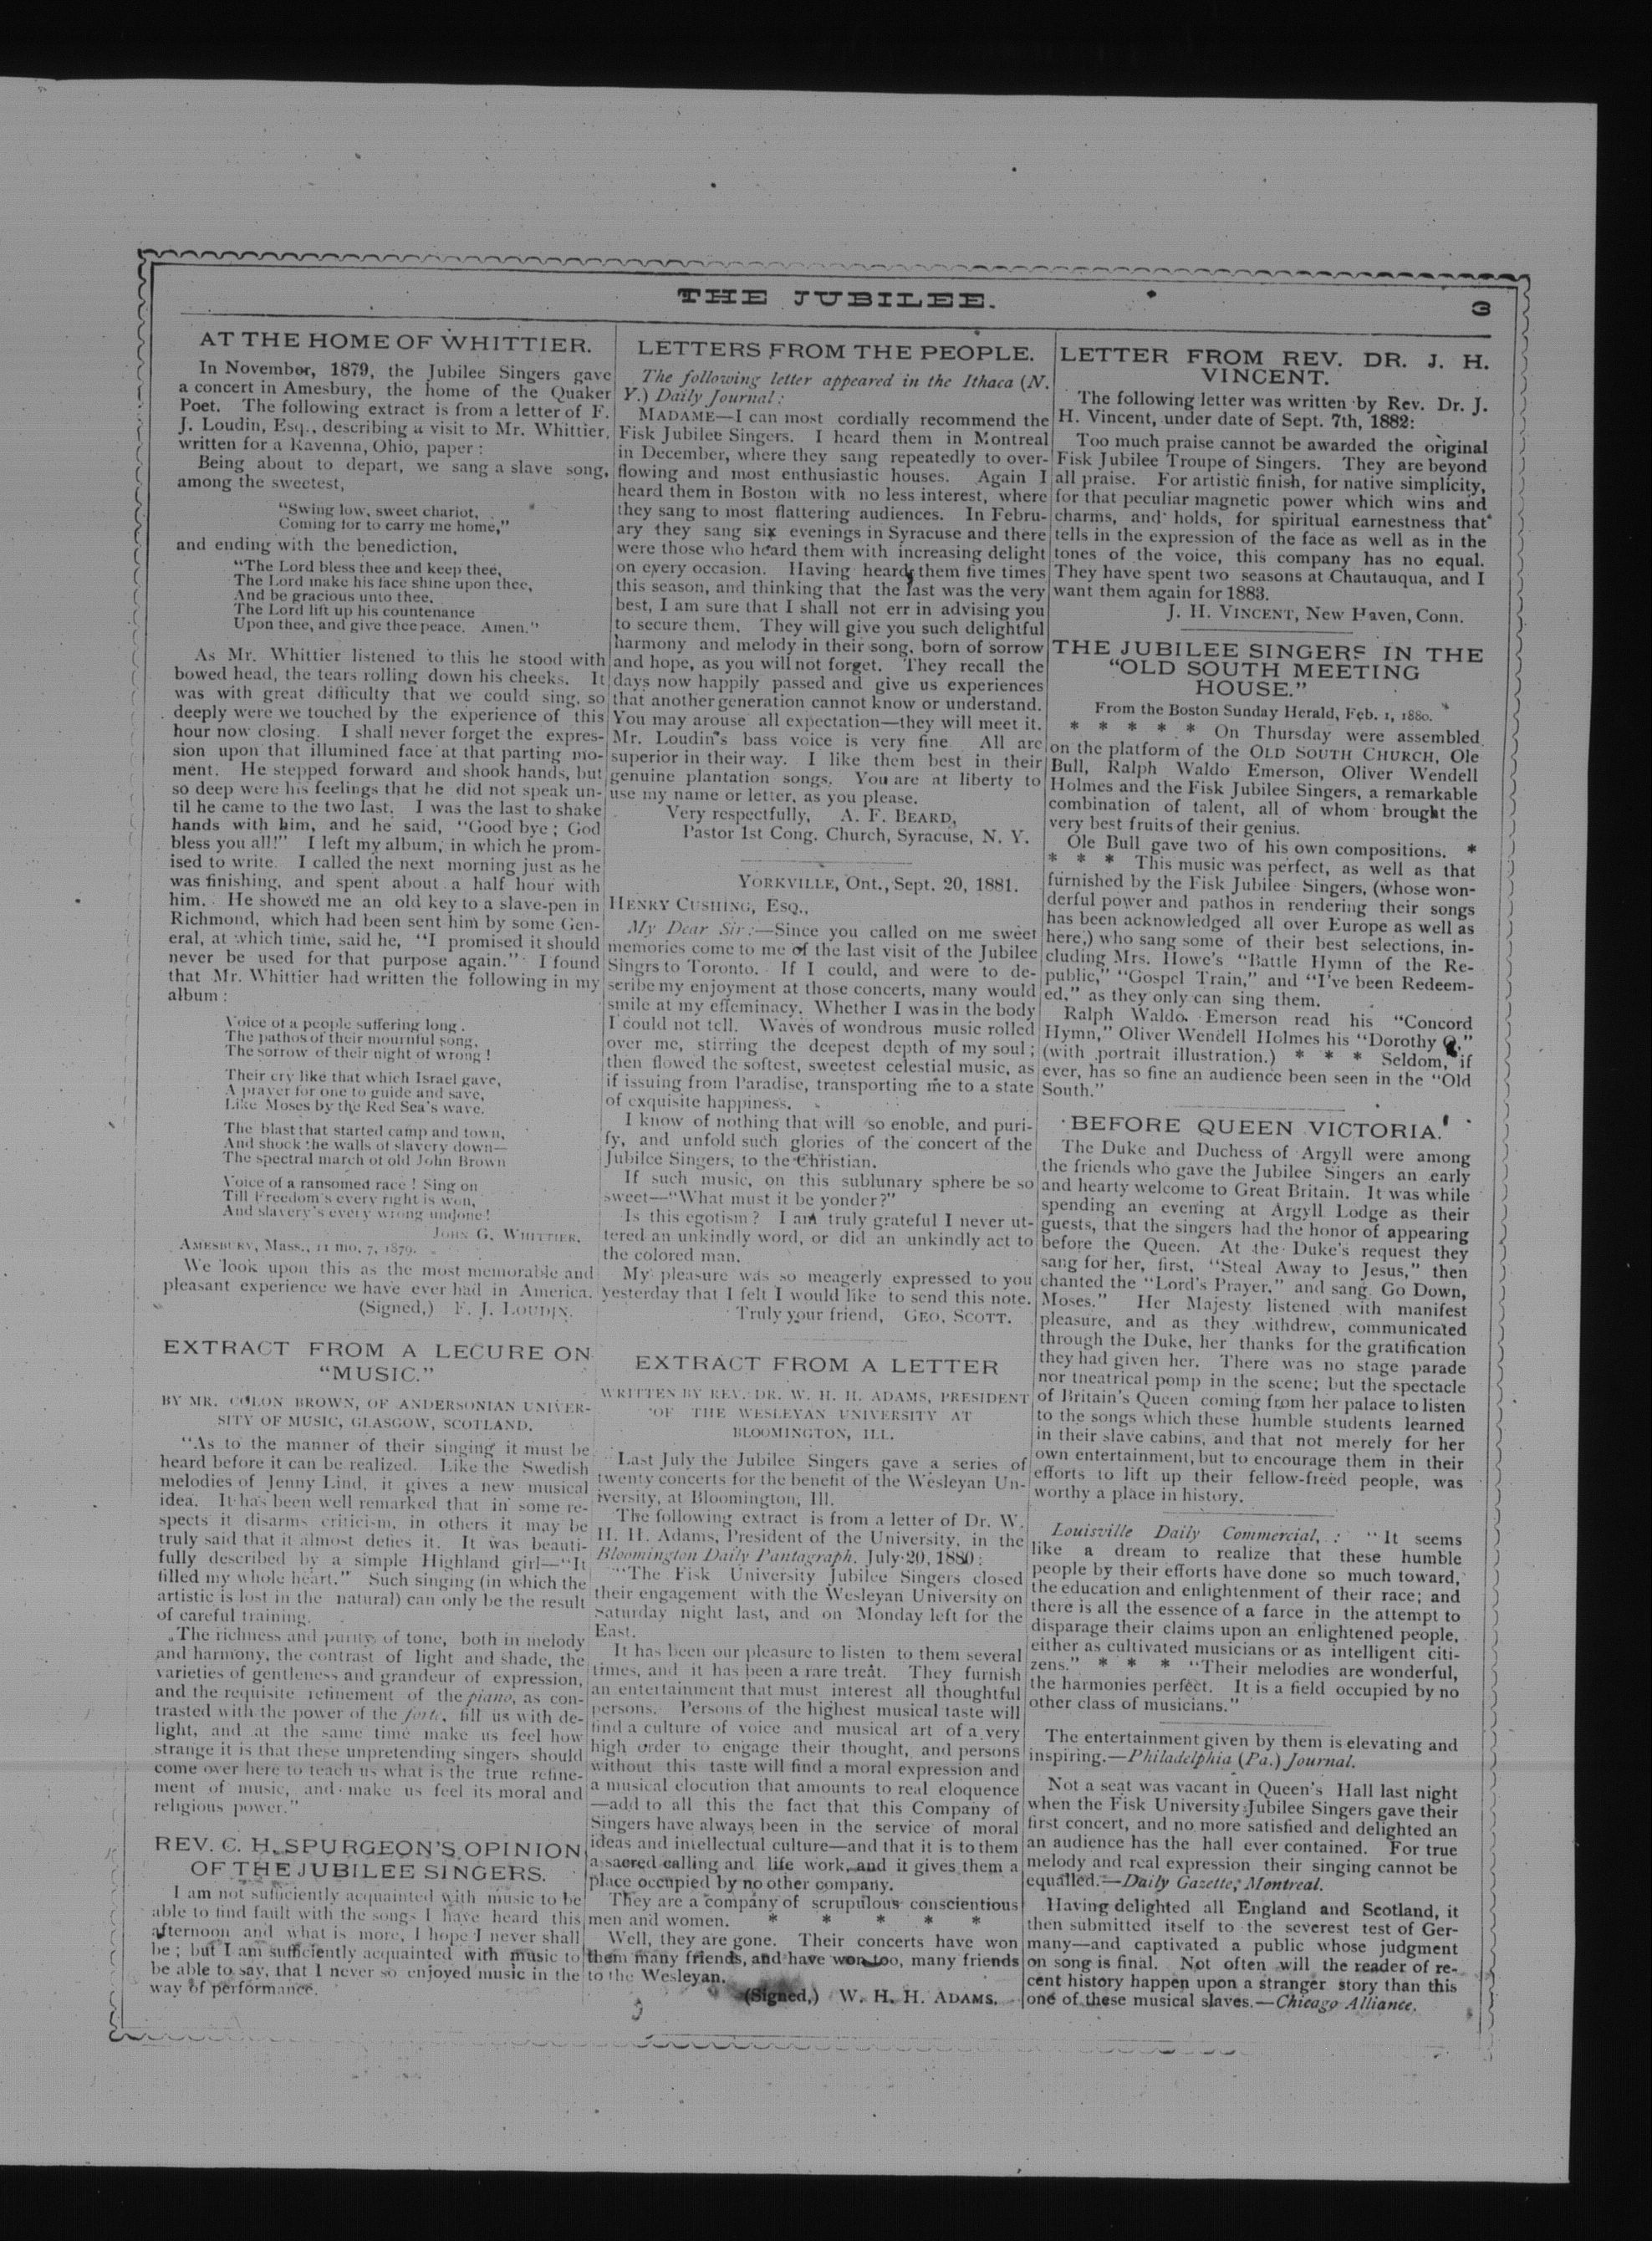 THE JUBILEE.
3
AT THE HOME OF WHITTIER.
In November, 1879, the Jubilee Singers gave
a concert in Amesbury, the home of the Quaker
Poet. The following extract is from a letter of F.
J. Loudin, Esq., describing a visit to Mr. Whittier,
written for a Ravenna, Ohio, paper:
Being about to depart, we sang a slave song,
among the sweetest,
"Swing low, sweet chariot,
Coming for to carry me home,"
and ending with the benediction,
"The Lord bless thee and keep thee,
The Lord make his face shine upon thee,
And be gracious unto thee.
The Lord lift up his countenance
Upon thee, and give thee peace. Amen."
As Mr. Whittier listened to this he stood with
bowed head, the tears rolling down his cheeks. It
was with great difficulty that we could sing, so
deeply were we touched by the experience of this
hour now closing. I shall never forget the expres-
sion upon that illumined face at that parting mo-
ment. He stepped forward and shook hands, but
so deep were his feelings that he did not speak un-
til he came to the two last. I was the last to shake
hands with him, and he said, "Good bye; God
bless you all!" I left my album, in which he prom-
ised to write. I called the next morning just as he
was finishing, and spent about a half hour with
him. He showed me an old key to a slave-pen in
Richmond, which had been sent him by some Gen-
eral, at which time, said he, "I promised it should
never be used for that purpose again." I found
that Mr. Whittier had written the following in my
album:
Voice of a people suffering long.
The pathos of their mournful song,
The sorrow of their night of wrong!
Their cry like that which Israel gave,
A prayer for one to guide and save,
Like Moses by the Red Sea's wave.
The blast that started camp and town,
And shock the walls of slavery down—
The spectral march of old John Brown
Voice of a ransomed race! Sing on
Till Freedom's every right is won,
And slavery's every wrong undone!
JOHN G. WHITTIER.
AMESBURY, Mass., 11 mo. 7, 1879.
We look upon this as the most memorable and
pleasant experience we have ever had in America.
(Signed,) F. J. LOUDIN.
EXTRACT FROM A LECURE ON
"MUSIC."
BY MR. COLON BROWN, OF ANDERSONIAN UNIVER-
SITY OF MUSIC, GLASGOW, SCOTLAND.
"As to the manner of their singing it must be
heard before it can be realized. Like the Swedish
melodies of Jenny Lind, it gives a new musical
idea. It has been well remarked that in some re-
spects it disarms criticism, in others it may be
truly said that it almost defies it. It was beauti-
fully described by a simple Highland girl—"It
filled my whole heart." Such singing (in which the
artistic is lost in the natural) can only be the result
of careful training.
The richness and purity of tone, both in melody
and harmony, the contrast of light and shade, the
varieties of gentleness and grandeur of expression,
and the requisite refinement of the piano, as con-
trasted with the power of the forte, fill us with de-
light, and at the same time make us feel how
strange it is that these unpretending singers should
come over here to teach us what is the true refine-
ment of music, and make us feel its moral and
religious power."
REV. C. H. SPURGEON'S OPINION
OF THE JUBILEE SINGERS.
I am not sufficiently acquainted with music to be
able to find fault with the songs I have heard this
afternoon and what is more, I hope I never shall
be; but I am sufficiently acquainted with music to
be able to say, that I never so enjoyed music in the
way of performance.
LETTERS FROM THE PEOPLE.
The following letter appeared in the Ithaca (N.
Y.) Daily Journal:
MADAME—I can most cordially recommend the
Fisk Jubilee Singers. I heard them in Montreal
in December, where they sang repeatedly to over-
flowing and most enthusiastic houses. Again I
heard them in Boston with no less interest, where
they sang to most flattering audiences. In Febru-
ary they sang six evenings in Syracuse and there
were those who heard them with increasing delight
on every occasion. Having heard them five times
this season, and thinking that the last was the very
best, I am sure that I shall not err in advising you
to secure them. They will give you such delightful
harmony and melody in their song, born of sorrow
and hope, as you will not forget. They recall the
days now happily passed and give us experiences
that another generation cannot know or understand.
You may arouse all expectation—they will meet it.
Mr. Loudin's bass voice is very fine All are
superior in their way. I like them best in their
genuine plantation songs. You are at liberty to
use my name or letter, as you please.
Very respectfully, A. F. BEARD,
Pastor 1st Cong. Church, Syracuse, N. Y.
YORKVILLE, Ont., Sept. 20, 1881.
HENRY CUSHING, ESQ.,
My Dear Sir:—Since you called on me sweet
memories come to me of the last visit of the Jubilee
Singrs to Toronto. If I could, and were to de-
scribe my enjoyment at those concerts, many would
smile at my effeminacy. Whether I was in the body
I could not tell. Waves of wondrous music rolled
over me, stirring the deepest depth of my soul;
then flowed the softest, sweetest celestial music, as
if issuing from Paradise, transporting me to a state
of exquisite happiness.
I know of nothing that will so enoble, and puri-
fy, and unfold such glories of the concert of the
Jubilee Singers, to the Christian.
If such music, on this sublunary sphere be so
sweet—"What must it be yonder?"
Is this egotism? I am truly grateful I never ut-
tered an unkindly word, or did an unkindly act to
the colored man.
My pleasure was so meagerly expressed to you
yesterday that I felt I would like to send this note.
Truly your friend, GEO. SCOTT.
EXTRACT FROM A LETTER
WRITTEN BY REV. DR. W. H. H. ADAMS, PRESIDENT
OF THE WESLEYAN UNIVERSITY AT
BLOOMINGTON, ILL.
Last July the Jubilee Singers gave a series of
twenty concerts for the benefit of the Wesleyan Un-
iversity, at Bloomington, Ill.
The following extract is from a letter of Dr. W.
H. H. Adams, President of the University, in the
Bloomington Daily Pantagraph, July 20, 1880:
"The Fisk University Jubilee Singers closed
their engagement with the Wesleyan University on
Saturday night last, and on Monday left for the
East.
It has been our pleasure to listen to them several
times, and it has been a rare treat. They furnish
an entertainment that must interest all thoughtful
persons. Persons of the highest musical taste will
find a culture of voice and musical art of a very
high order to engage their thought, and persons
without this taste will find a moral expression and
a musical elocution that amounts to real eloquence
—add to all this the fact that this Company of
Singers have always been in the service of moral
ideas and intellectual culture—and that it is to them
a sacred calling and life work, and it gives them a
place occupied by no other company.
They are a company of scrupulous conscientious
men and women. * * * * *
Well, they are gone. Their concerts have won
them many friends, and have won too, many friends
to the Wesleyan.
(Signed,) W. H. H. ADAMS.
LETTER FROM REV. DR. J. H.
VINCENT.
The following letter was written by Rev. Dr. J.
H. Vincent, under date of Sept. 7th, 1882:
Too much praise cannot be awarded the original
Fisk Jubilee Troupe of Singers. They are beyond
all praise. For artistic finish, for native simplicity,
for that peculiar magnetic power which wins and
charms, and holds, for spiritual earnestness that
tells in the expression of the face as well as in the
tones of the voice, this company has no equal.
They have spent two seasons at Chautauqua, and I
want them again for 1883.
J. H. VINCENT, New Haven, Conn.
THE JUBILEE SINGERS IN THE
"OLD SOUTH MEETING
HOUSE."
From the Boston Sunday Herald, Feb. 1, 1880.
* * * * * On Thursday were assembled
on the platform of the OLD SOUTH CHURCH, Ole
Bull, Ralph Waldo Emerson, Oliver Wendell
Holmes and the Fisk Jubilee Singers, a remarkable
combination of talent, all of whom brought the
very best fruits of their genius.
Ole Bull gave two of his own compositions. *
* * * This music was perfect, as well as that
furnished by the Fisk Jubilee Singers, (whose won-
derful power and pathos in rendering their songs
has been acknowledged all over Europe as well as
here,) who sang some of their best selections, in-
cluding Mrs. Howe's "Battle Hymn of the Re-
public," "Gospel Train," and "I've been Redeem-
ed," as they only can sing them.
Ralph Waldo Emerson read his "Concord
Hymn," Oliver Wendell Holmes his "Dorothy Q."
(with portrait illustration.) * * * Seldom, if
ever, has so fine an audience been seen in the "Old
South."
BEFORE QUEEN VICTORIA.
The Duke and Duchess of Argyll were among
the friends who gave the Jubilee Singers an early
and hearty welcome to Great Britain. It was while
spending an evening at Argyll Lodge as their
guests, that the singers had the honor of appearing
before the Queen. At the Duke's request they
sang for her, first, "Steal Away to Jesus," then
chanted the "Lord's Prayer," and sang Go Down,
Moses." Her Majesty listened with manifest
pleasure, and as they withdrew, communicated
through the Duke, her thanks for the gratification
they had given her. There was no stage parade
nor theatrical pomp in the scene; but the spectacle
of Britain's Queen coming from her palace to listen
to the songs which these humble students learned
in their slave cabins, and that not merely for her
own entertainment, but to encourage them in their
efforts to lift up their fellow-freed people, was
worthy a place in history.
Louisville Daily Commercial,: "It seems
like a dream to realize that these humble
people by their efforts have done so much toward,
the education and enlightenment of their race; and
there is all the essence of a farce in the attempt to
disparage their claims upon an enlightened people,
either as cultivated musicians or as intelligent citi-
zens." * * * "Their melodies are wonderful,
the harmonies perfect. It is a field occupied by no
other class of musicians."
The entertainment given by them is elevating and
inspiring.—Philadelphia (Pa.) Journal.
Not a seat was vacant in Queen's Hall last night
when the Fisk University Jubilee Singers gave their
first concert, and no more satisfied and delighted an
an audience has the hall ever contained. For true
melody and real expression their singing cannot be
equalled.—Daily Gazette, Montreal.
Having delighted all England and Scotland, it
then submitted itself to the severest test of Ger-
many—and captivated a public whose judgment
on song is final. Not often will the reader of re-
cent history happen upon a stranger story than this
one of these musical slaves.—Chicago Alliance.